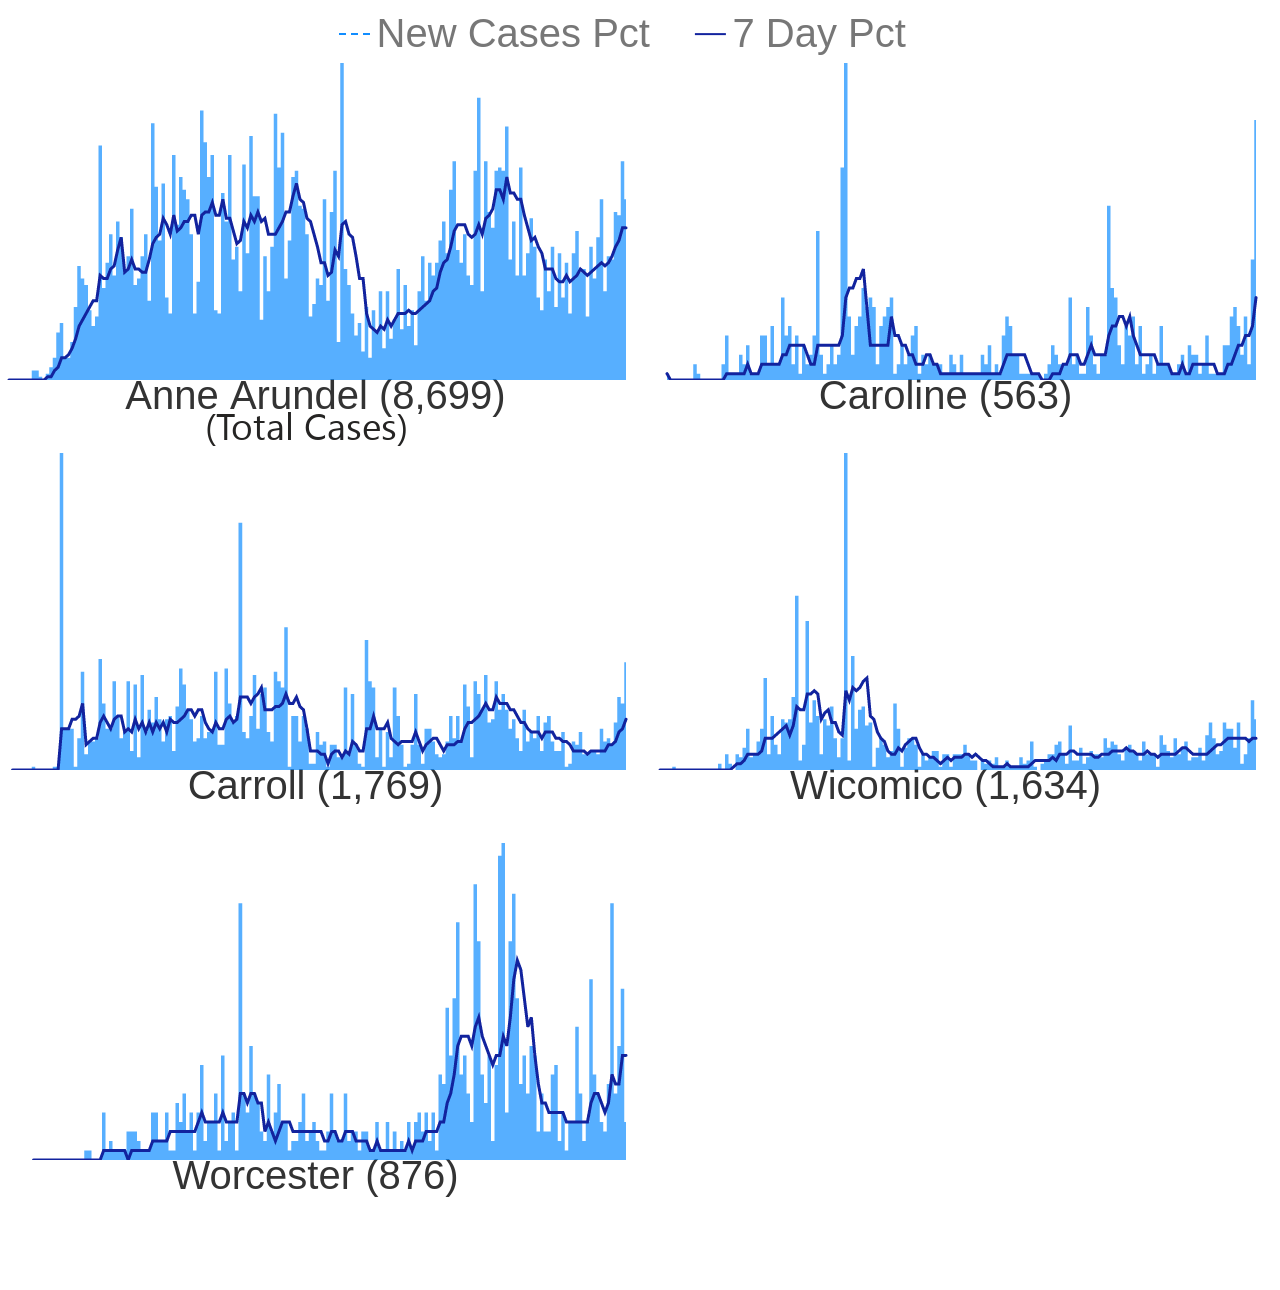 New Cases Pct 7 Day Pct
Anne Arundel (8,699) Caroline (563)
(Total Cases)
Carroll (1,769) Wicomico (1,634)
Worcester (876)